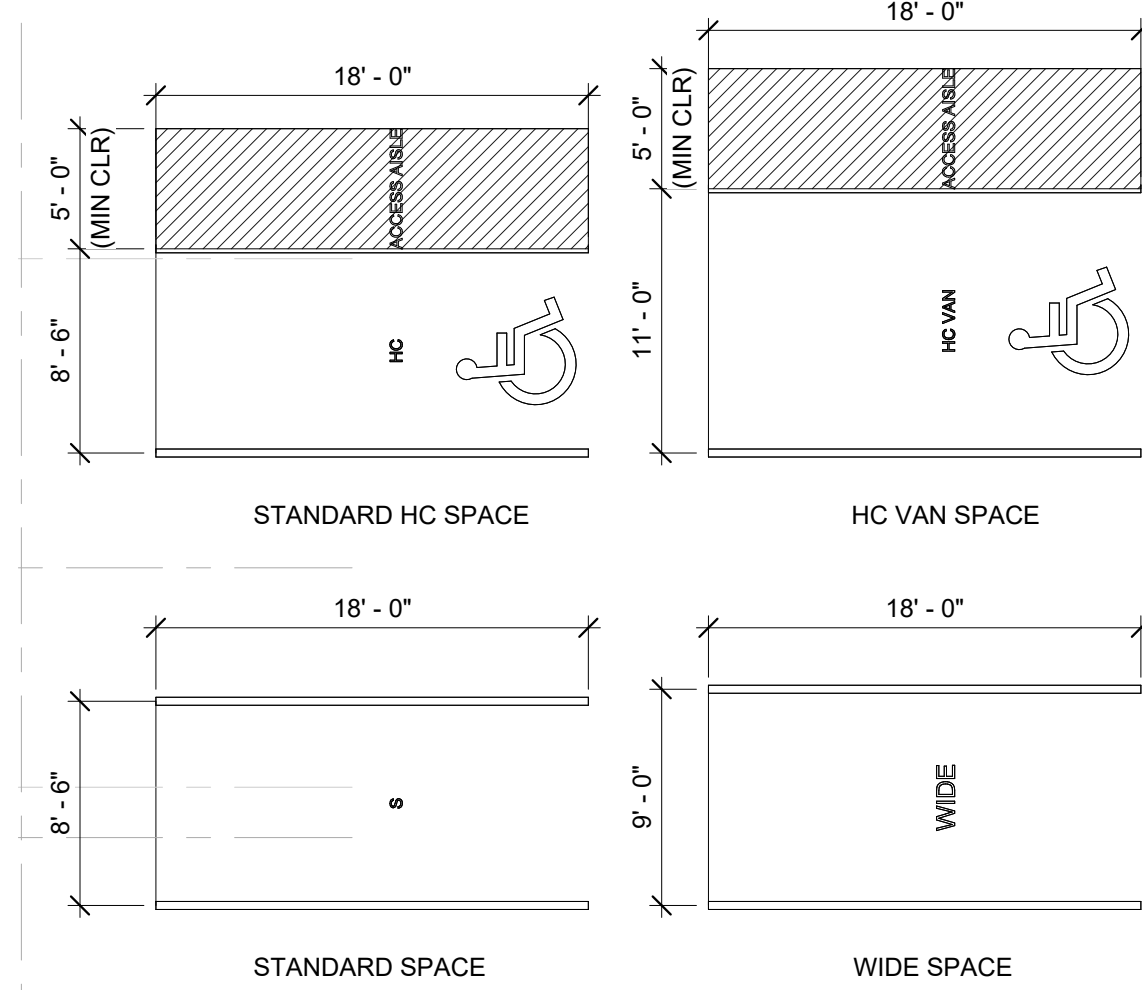 18' - 0"
5' - 0"
(MIN CLR)
ACCESS AISLE
8' - 6"
HC
STANDARD HC SPACE
18' - 0"
5' - 0"
(MIN CLR)
ACCESS AISLE
11' - 0"
HC VAN
HC VAN SPACE
18' - 0"
8' - 6"
S
STANDARD SPACE
18' - 0"
9' - 0"
WIDE
WIDE SPACE